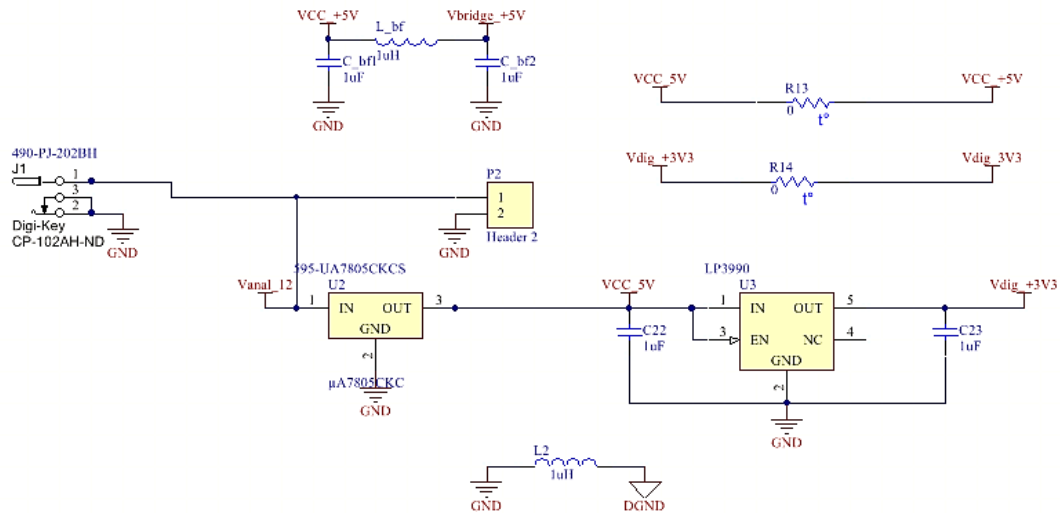 VCC_+5V
L_bf
Vbridge_+5V
1uH
C_bf1
1uF
C_bf2
1uF
GND
GND
VCC_5V
R13
VCC_+5V
0
t°
Vdig_+3V3
R14
Vdig_3V3
0
t°
490-PJ-202BH
J1
1
3
2
Digi-Key
CP-102AH-ND
GND
P2
1
2
Header 2
GND
595-UA7805CKCS
Vanal_12
U2
1
IN
OUT
3
GND
2
µA7805CKC
GND
VCC_5V
LP3990
U3
Vdig_+3V3
1
IN
OUT
5
3
EN
NC
4
GND
2
C22
1uF
C23
1uF
GND
L2
1uH
GND
DGND